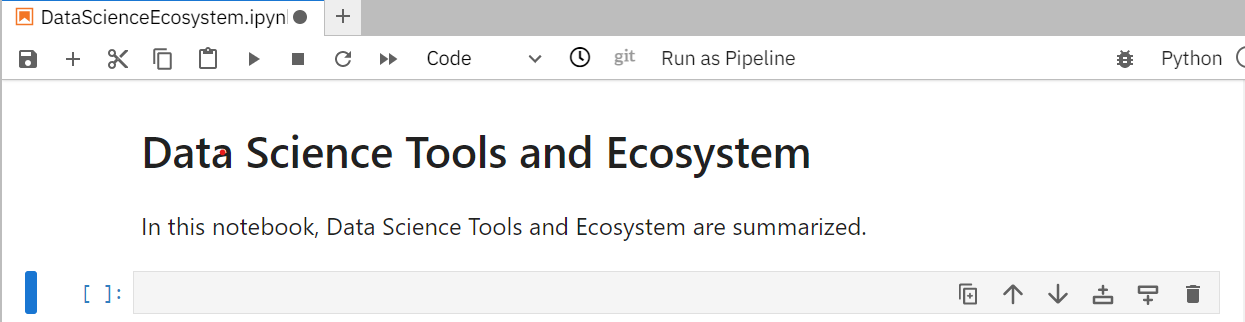 DataScienceEcosystem.ipyn
Code
git
Run as Pipeline
Python
Data Science Tools and Ecosystem
In this notebook, Data Science Tools and Ecosystem are summarized.
[ ]: